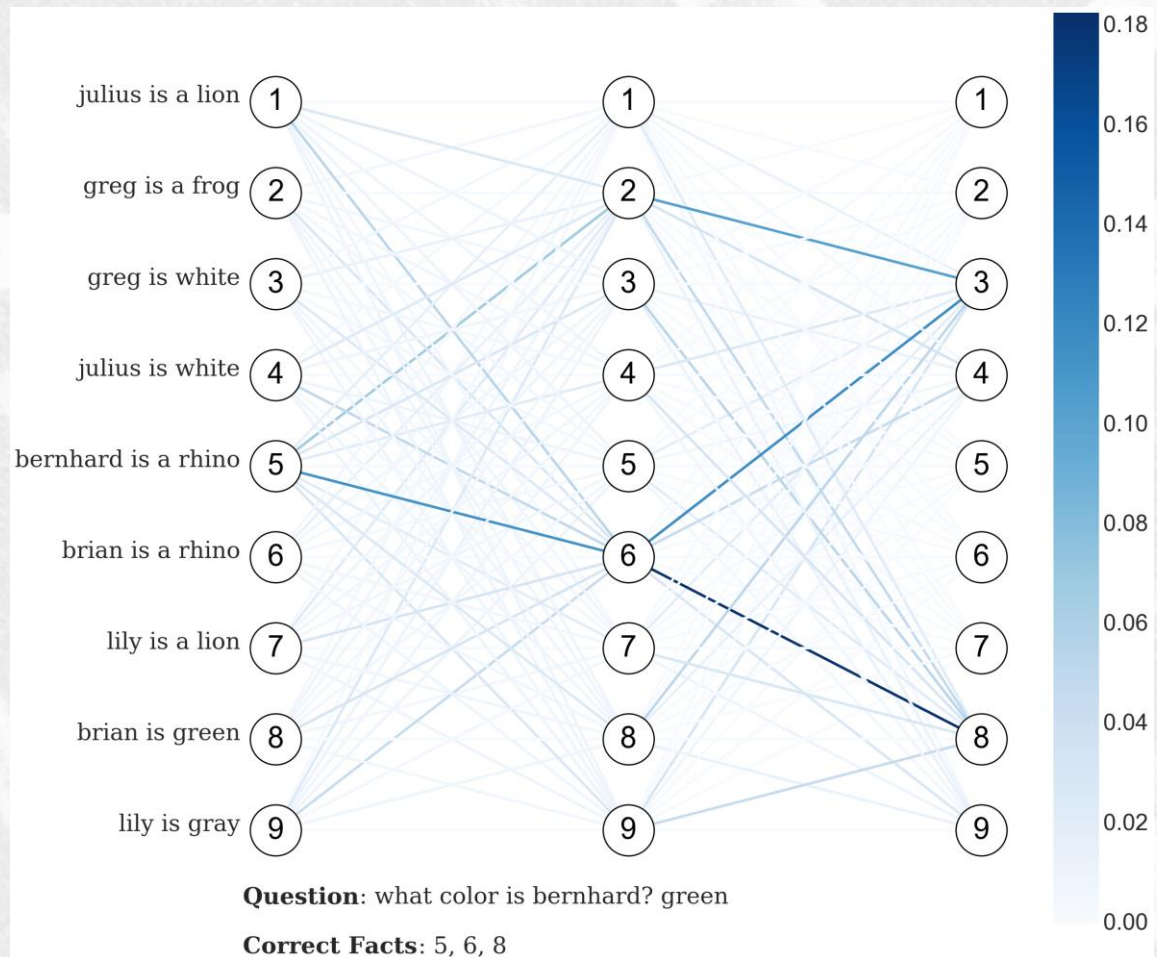 0.18
julius is a lion 1 1 1
0.16
greg is a frog 2 2 2
0.14
greg is white 3 3 3
0.12
julius is white 4 4 4
0.10
bernhard is a rhino 5 5 5
0.08
brian is a rhino 6 6 6
0.06
lily is a lion 7 7 7
0.04
brian is green 8 8 8
0.02
lily is gray 9 9 9
Question: what color is bernhard? green
0.00
Correct Facts: 5, 6, 8